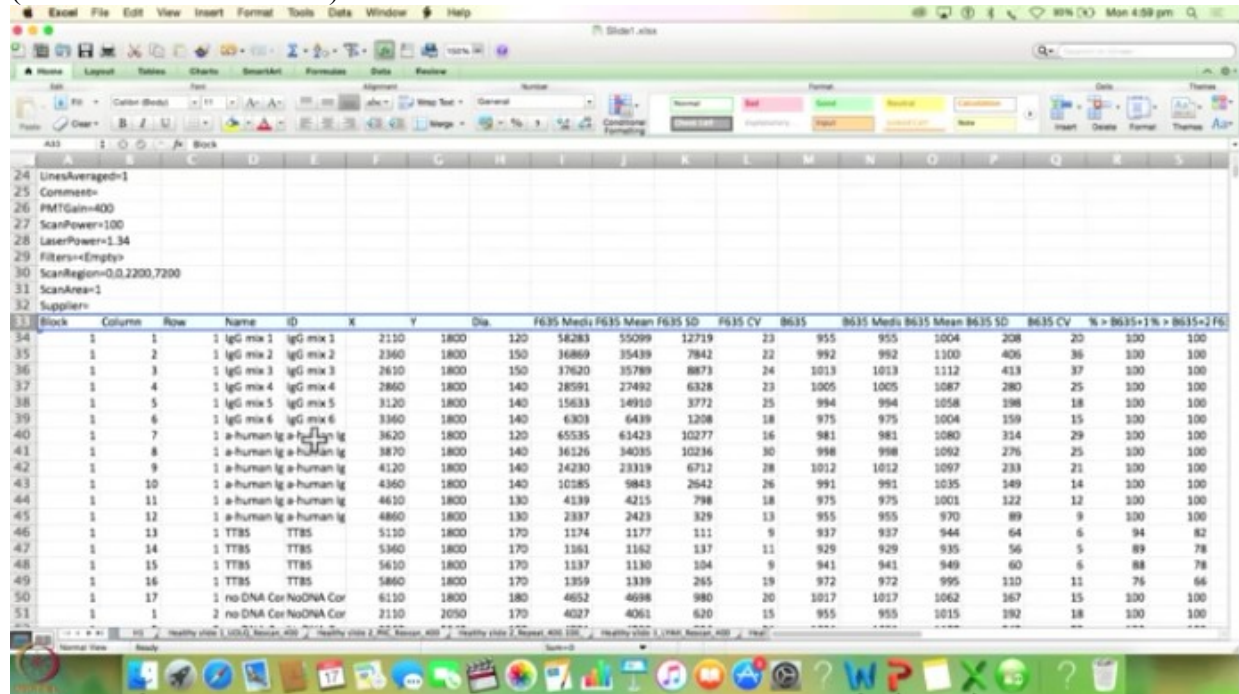 Excel File Edit View Insert Format Tools Data Window Help Mon 4:59 pm
Slide1.xlsx
Home Layout Tables Charts SmartArt Formulas Data Review
Edit Font Alignment Number Format Cells Themes
Fill Calibri (Body) 11 Wrap Text General Normal Bad Good Neutral Calculation
Paste Clear B I U Merge Conditional Formatting Check Cell Explanatory... Input Note Insert Delete Format Themes
A33 fx Block
A B C D E F G H I J K L M N O P Q R S
24 LinesAveraged=1
25 Comment=
26 PMTGain=400
27 ScanPower=100
28 LaserPower=1.34
29 Filters=<Empty>
30 ScanRegion=0,0,2200,7200
31 ScanArea=1
32 Supplier=
33 Block Column Row Name ID X Y Dia. F635 Media F635 Mean F635 SD F635 CV B635 B635 Media B635 Mean B635 SD B635 CV % > B635+1 % > B635+2 F63
34 1 1 1 IgG mix 1 IgG mix 1 2110 1800 120 58283 55099 12719 23 955 955 1004 208 20 100 100
35 1 2 1 IgG mix 2 IgG mix 2 2360 1800 150 36869 35439 7842 22 992 992 1100 406 36 100 100
36 1 3 1 IgG mix 3 IgG mix 3 2610 1800 150 37620 35789 8873 24 1013 1013 1112 413 37 100 100
37 1 4 1 IgG mix 4 IgG mix 4 2860 1800 140 28591 27492 6328 23 1005 1005 1087 280 25 100 100
38 1 5 1 IgG mix 5 IgG mix 5 3120 1800 140 15633 14910 3772 25 994 994 1058 198 18 100 100
39 1 6 1 IgG mix 6 IgG mix 6 3360 1800 140 6303 6439 1208 18 975 975 1004 159 15 100 100
40 1 7 1 a-human Ig a-human Ig 3620 1800 120 65535 61423 10277 16 981 981 1080 314 29 100 100
41 1 8 1 a-human Ig a-human Ig 3870 1800 140 36126 34035 10236 30 998 998 1092 276 25 100 100
42 1 9 1 a-human Ig a-human Ig 4120 1800 140 24230 23319 6712 28 1012 1012 1097 233 21 100 100
43 1 10 1 a-human Ig a-human Ig 4360 1800 140 10185 9843 2642 26 991 991 1035 149 14 100 100
44 1 11 1 a-human Ig a-human Ig 4610 1800 130 4139 4215 798 18 975 975 1001 122 12 100 100
45 1 12 1 a-human Ig a-human Ig 4860 1800 130 2337 2423 329 13 955 955 970 89 9 100 100
46 1 13 1 TTBS TTBS 5110 1800 170 1174 1177 111 9 937 937 944 64 6 94 82
47 1 14 1 TTBS TTBS 5360 1800 170 1161 1162 137 11 929 929 935 56 5 89 78
48 1 15 1 TTBS TTBS 5610 1800 170 1137 1130 104 9 941 941 949 60 6 88 78
49 1 16 1 TTBS TTBS 5860 1800 170 1359 1339 265 19 972 972 995 110 11 76 66
50 1 17 1 no DNA Cor NoDNA Cor 6110 1800 180 4652 4698 980 20 1017 1017 1062 167 15 100 100
51 1 1 2 no DNA Cor NoDNA Cor 2110 2050 170 4027 4061 620 15 955 955 1015 192 18 100 100
Normal View Ready Sum=0